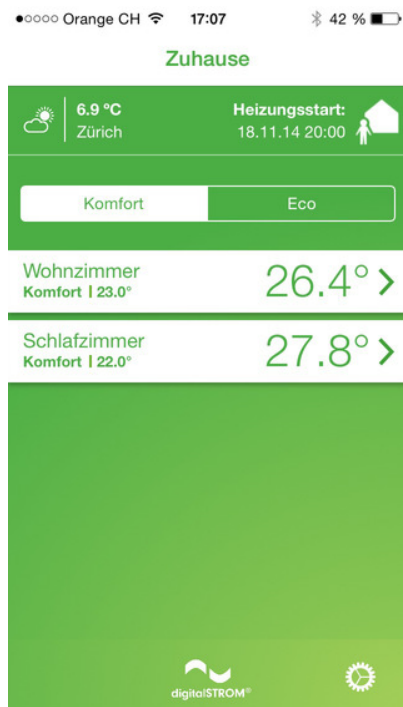 Orange CH 17:07 42 %
Zuhause
6.9 °C
Zürich
Heizungsstart:
18.11.14 20:00
Komfort Eco
Wohnzimmer
Komfort | 23.0°
26.4°
Schlafzimmer
Komfort | 22.0°
27.8°
digitalSTROM®